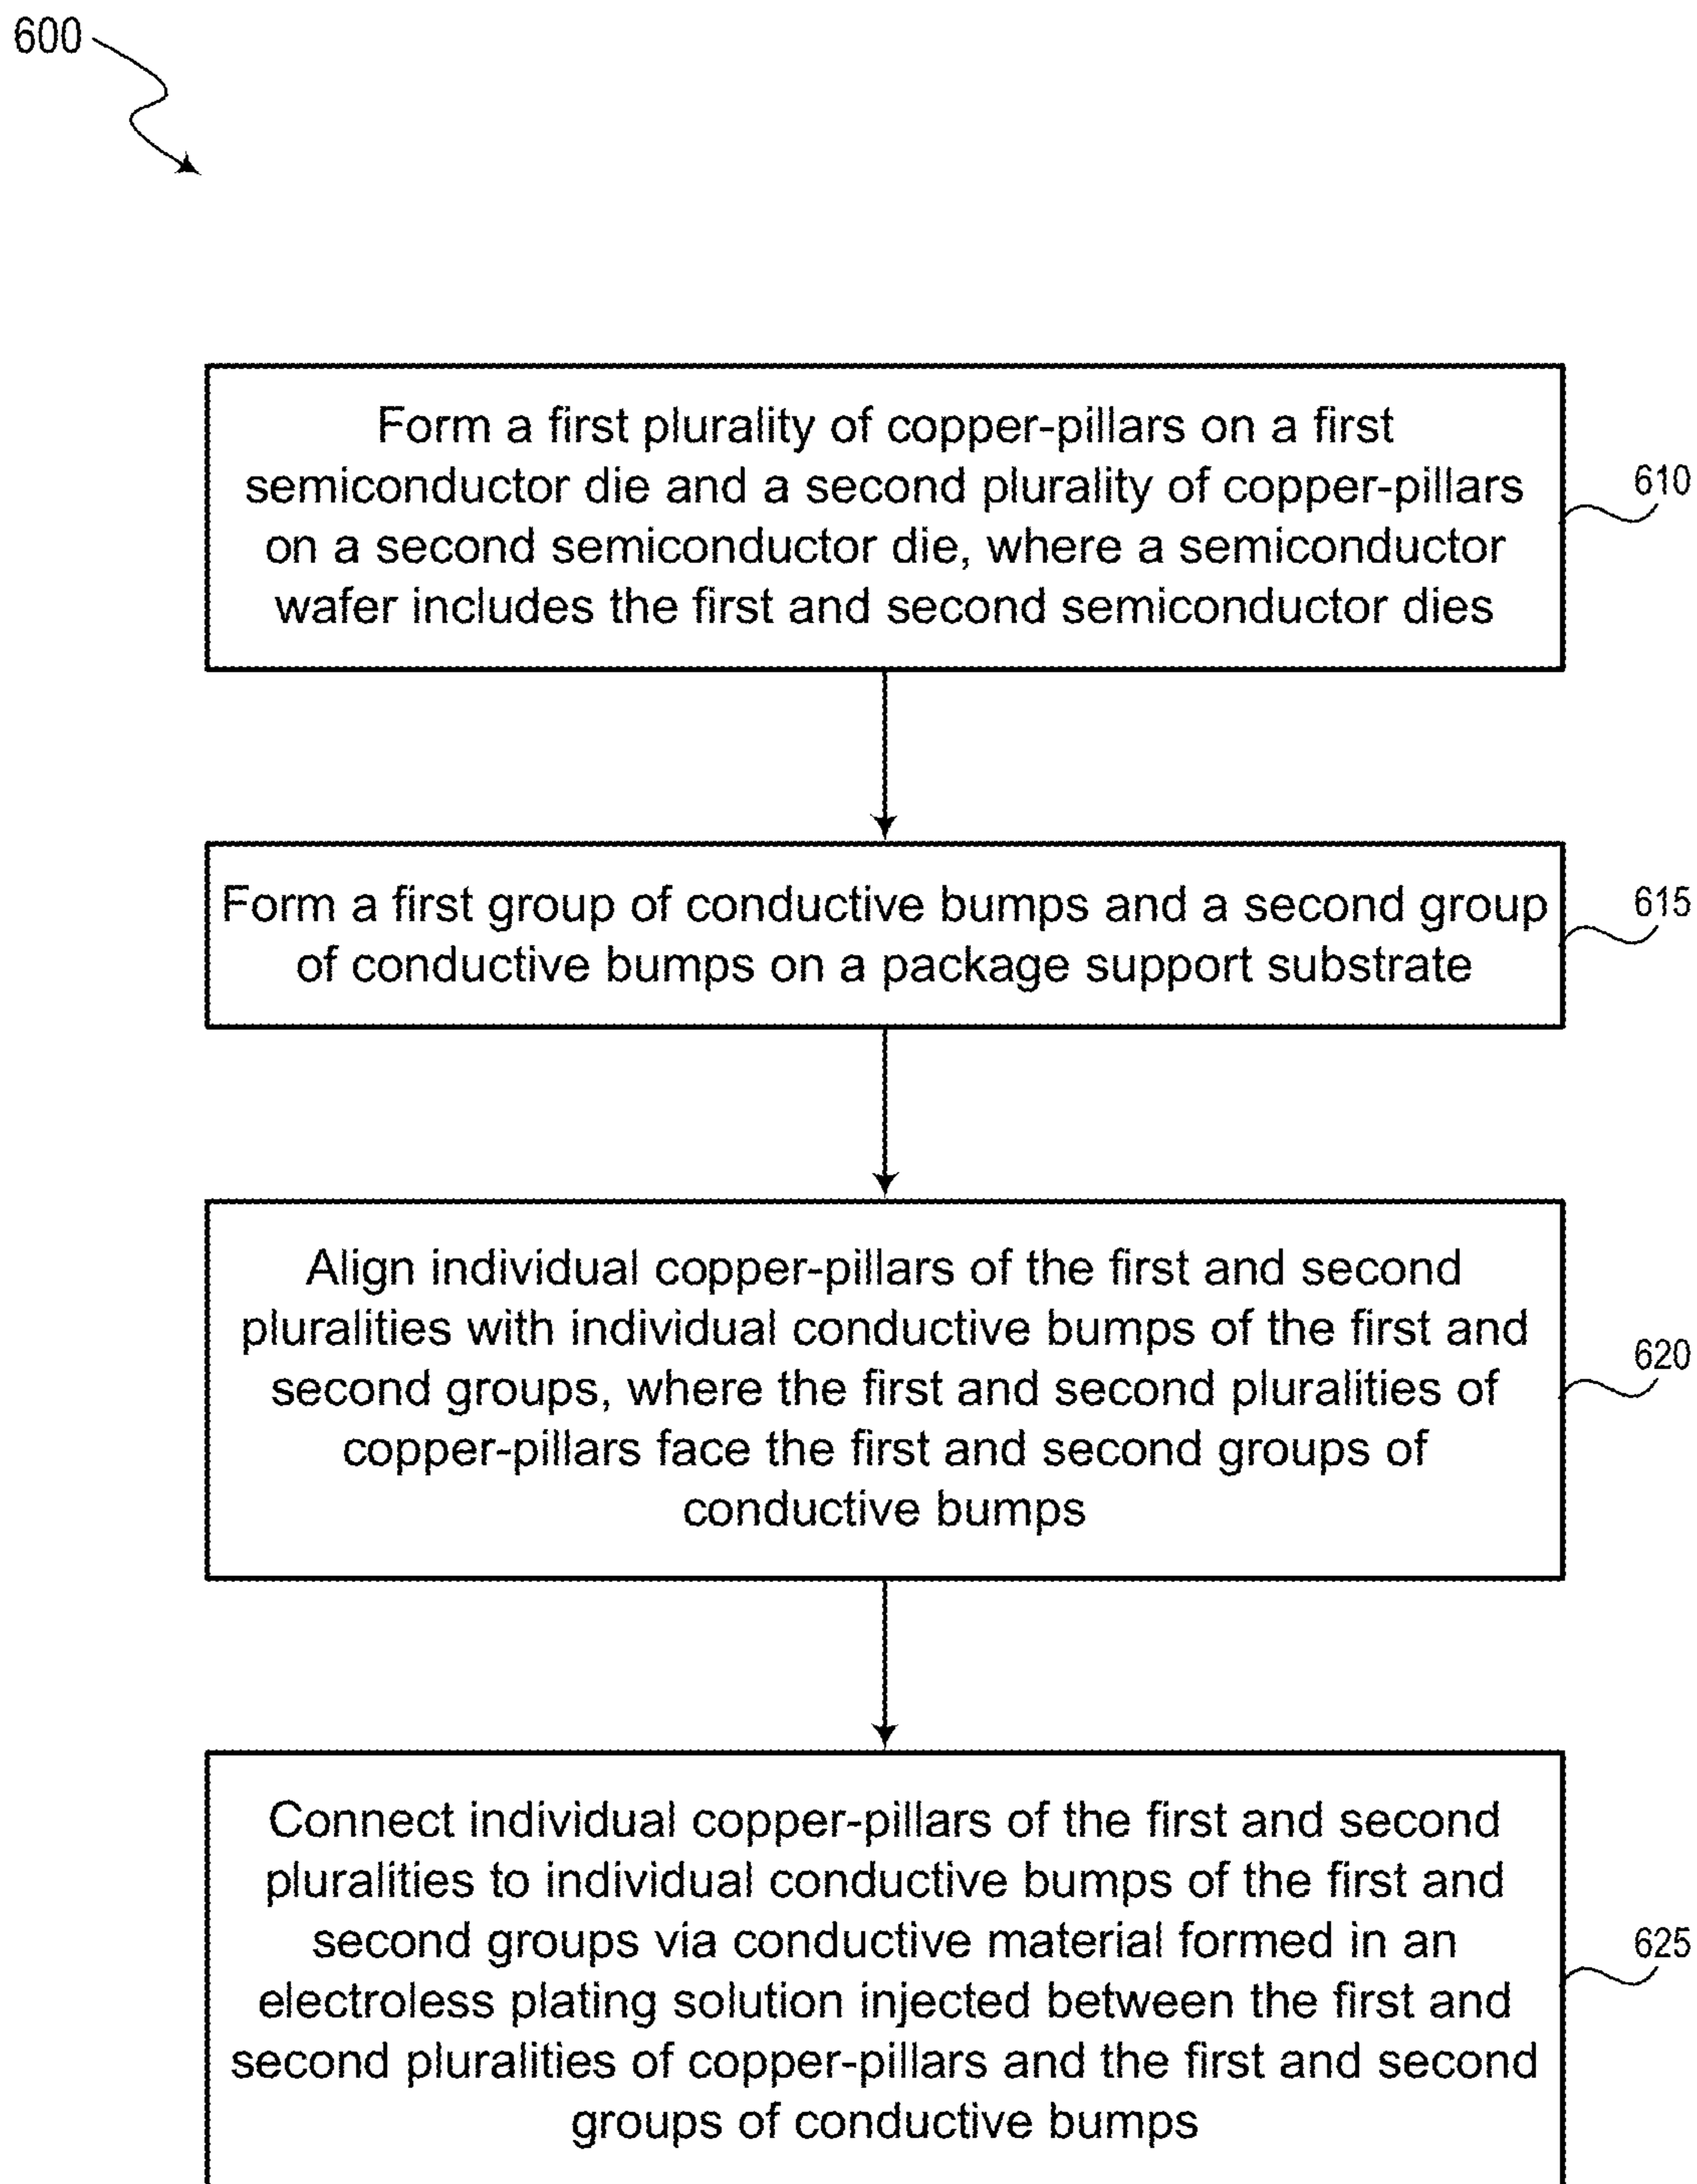 600
Form a first plurality of copper-pillars on a first
semiconductor die and a second plurality of copper-pillars
on a second semiconductor die, where a semiconductor
wafer includes the first and second semiconductor dies
610
Form a first group of conductive bumps and a second group
of conductive bumps on a package support substrate
615
Align individual copper-pillars of the first and second
pluralities with individual conductive bumps of the first and
second groups, where the first and second pluralities of
copper-pillars face the first and second groups of
conductive bumps
620
Connect individual copper-pillars of the first and second
pluralities to individual conductive bumps of the first and
second groups via conductive material formed in an
electroless plating solution injected between the first and
second pluralities of copper-pillars and the first and second
groups of conductive bumps
625